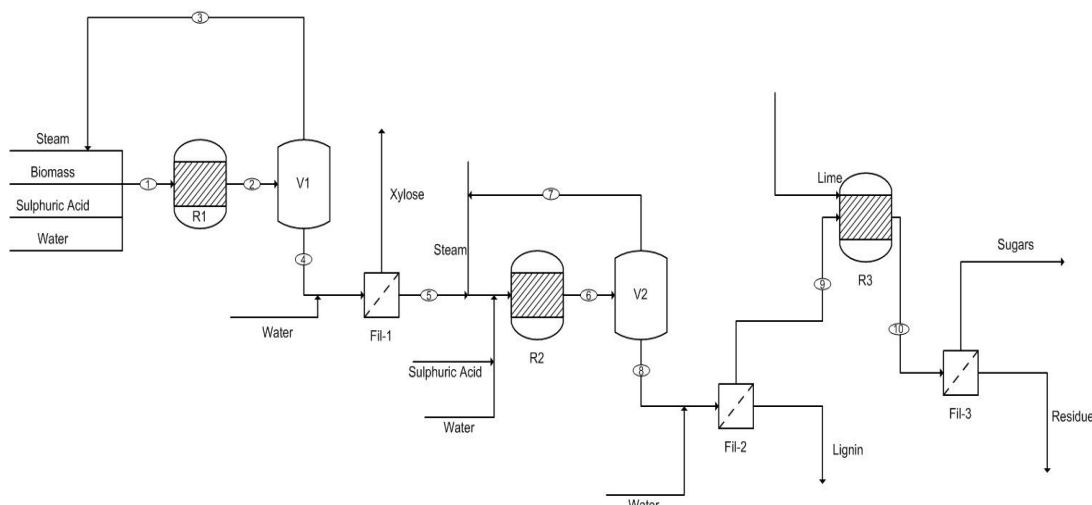 3
Steam
Biomass
Sulphuric Acid
Water
1
R1
2
V1
4
Water
Xylose
Fil-1
5
Steam
7
Sulphuric Acid
Water
R2
6
V2
8
Water
Fil-2
Lignin
Lime
9
R3
10
Sugars
Fil-3
Residue